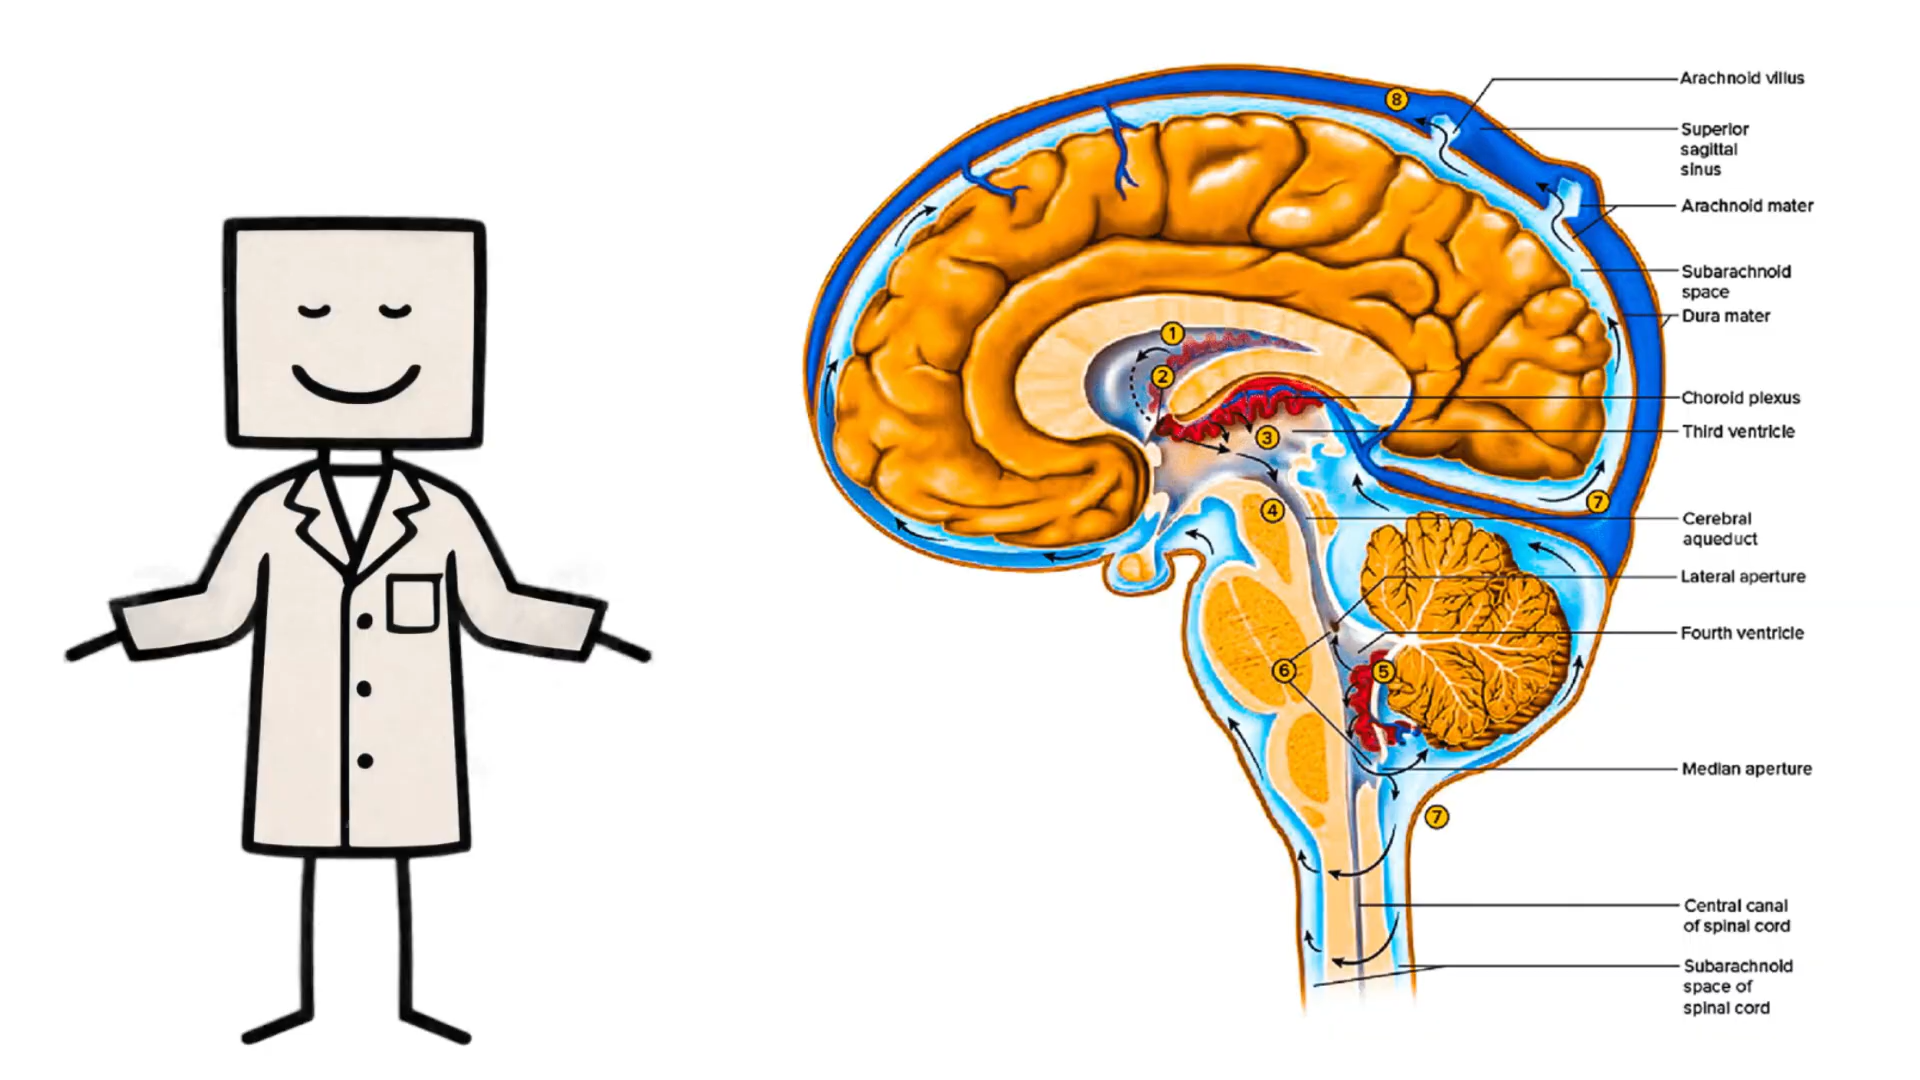 8
Arachnoid villus
Superior
sagittal
sinus
Arachnoid mater
Subarachnoid
space
Dura mater
1
2
Choroid plexus
3
Third ventricle
7
4
Cerebral
aqueduct
Lateral aperture
Fourth ventricle
6
5
Median aperture
7
Central canal
of spinal cord
Subarachnoid
space of
spinal cord